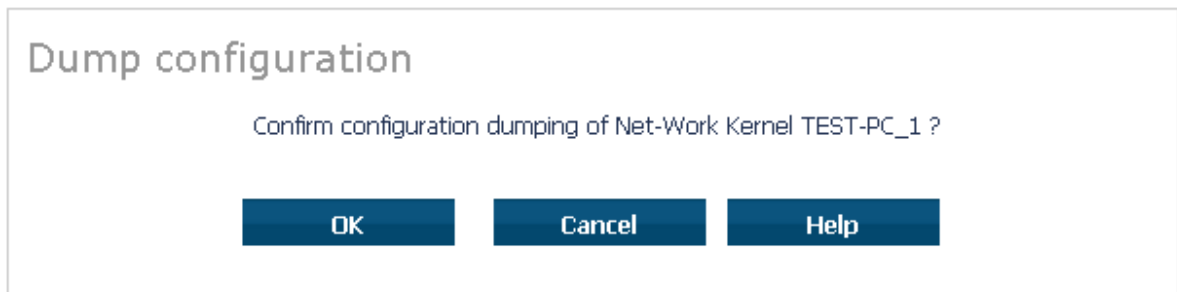 Dump configuration
Confirm configuration dumping of Net-Work Kernel TEST-PC_1 ?
OK Cancel Help